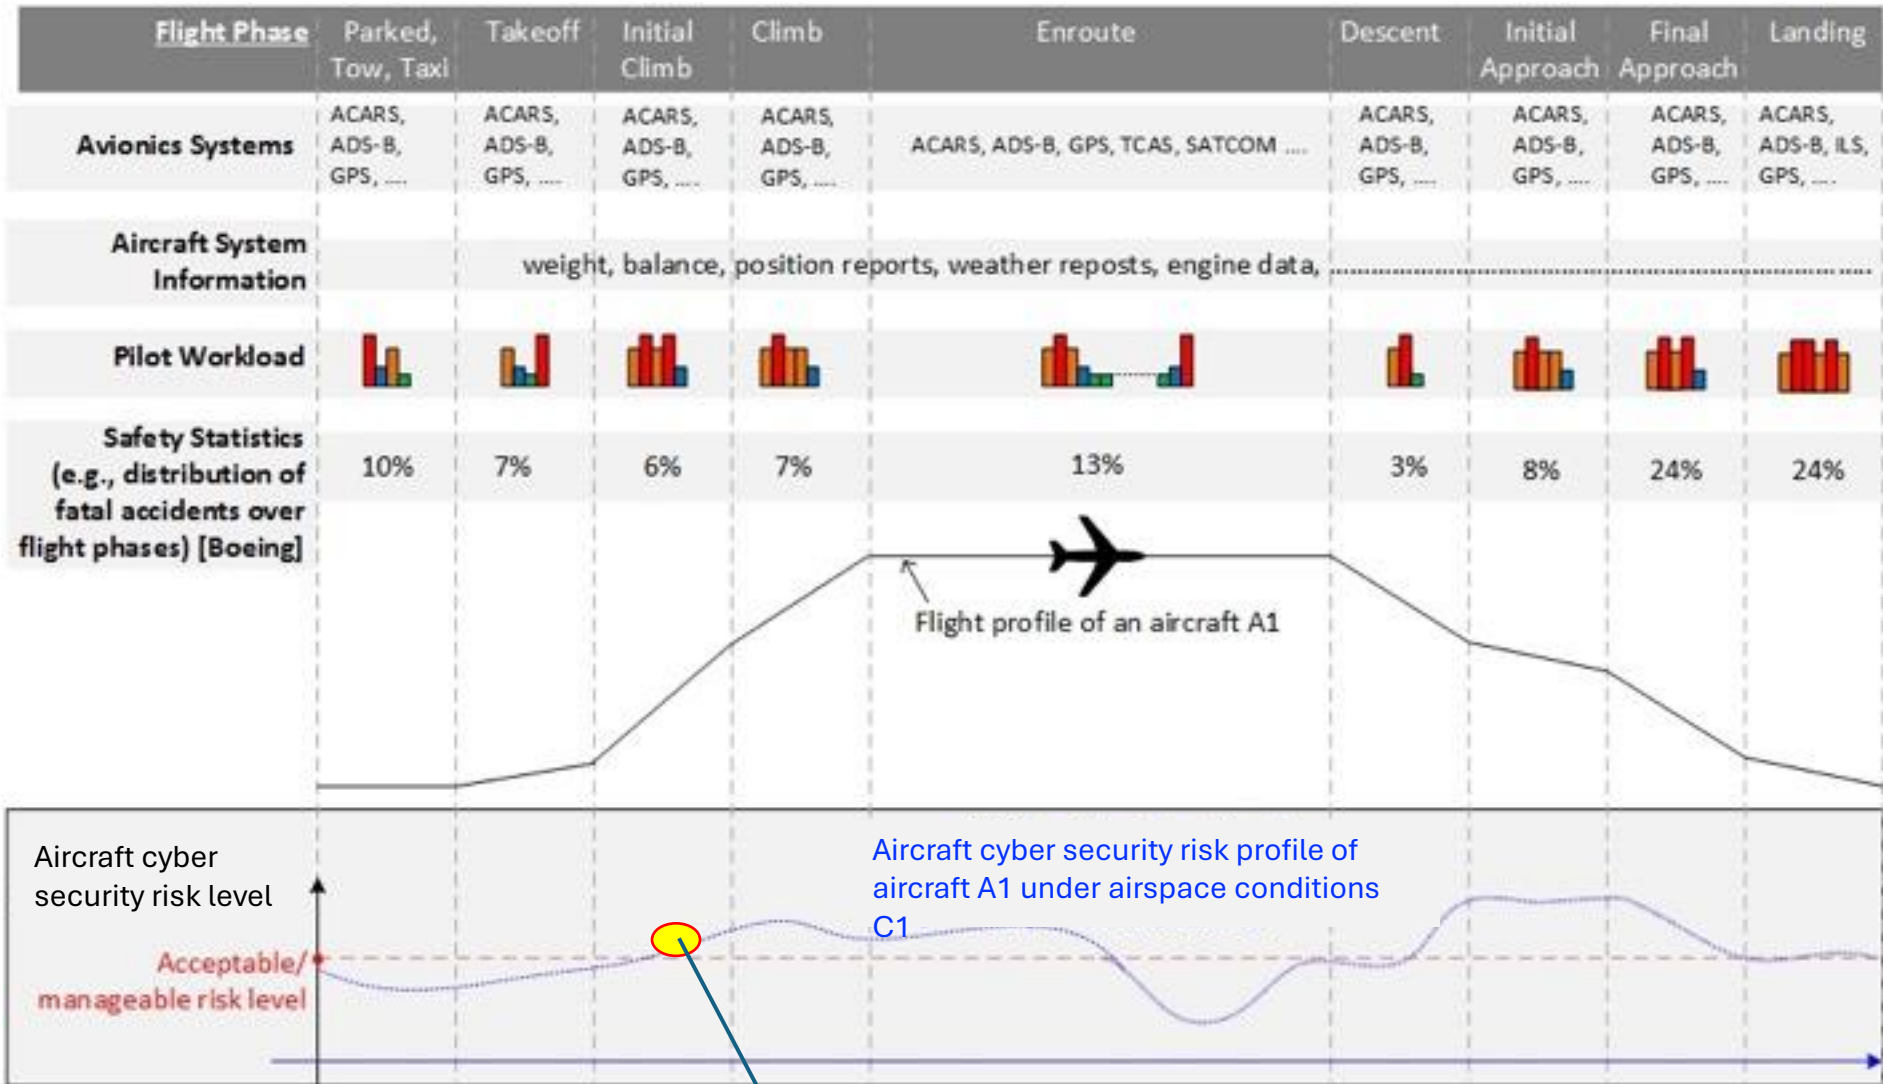 Flight Phase
Parked,
Tow, Taxi
Takeoff
Initial
Climb
Climb
Enroute
Descent
Initial
Approach
Final
Approach
Landing
Avionics Systems
ACARS,
ADS-B,
GPS, ....
ACARS,
ADS-B,
GPS, ....
ACARS,
ADS-B,
GPS, ....
ACARS,
ADS-B,
GPS, ....
ACARS, ADS-B, GPS, TCAS, SATCOM ....
ACARS,
ADS-B,
GPS, ....
ACARS,
ADS-B,
GPS, ....
ACARS,
ADS-B,
GPS, ....
ACARS,
ADS-B, ILS,
GPS, ....
Aircraft System
Information
weight, balance, position reports, weather reposts, engine data, ..........
Pilot Workload
Safety Statistics
(e.g., distribution of
fatal accidents over
flight phases) [Boeing]
10%
7%
6%
7%
13%
3%
8%
24%
24%
Flight profile of an aircraft A1
Aircraft cyber
security risk level
Aircraft cyber security risk profile of
aircraft A1 under airspace conditions
C1
Acceptable/
manageable risk level